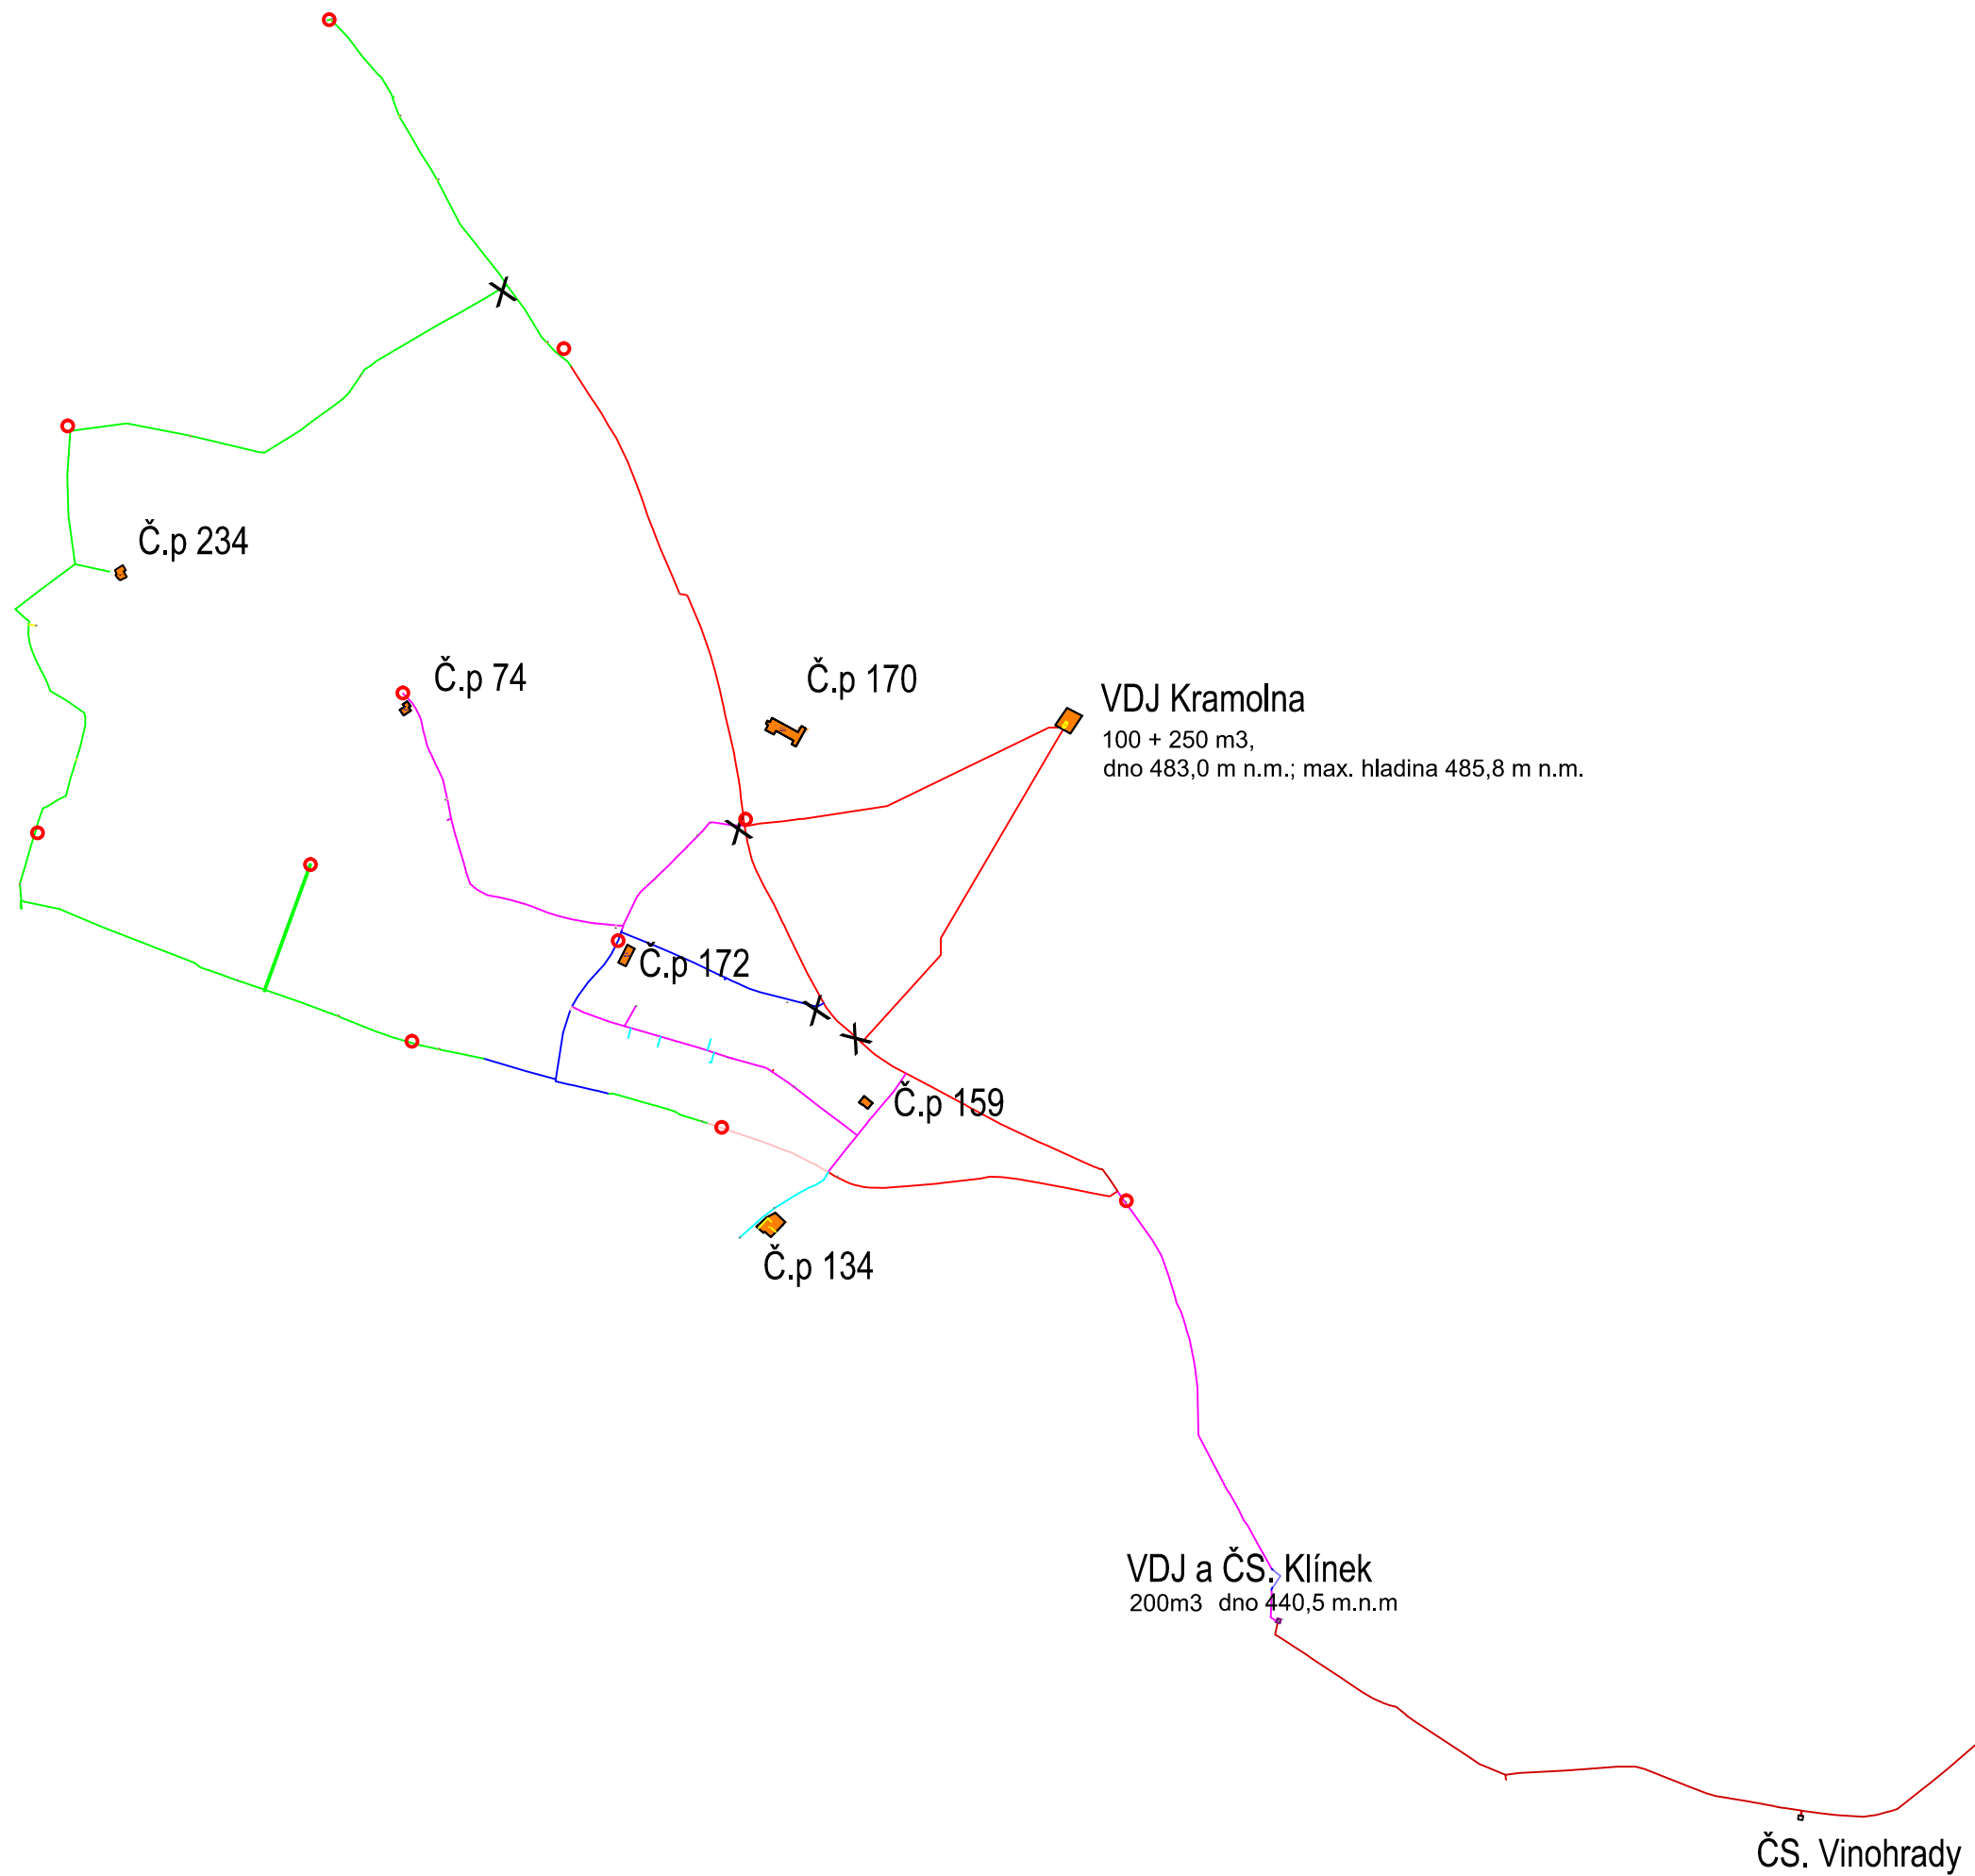 Č.p 234
Č.p 74
Č.p 170
VDJ Kramolna
100 + 250 m3,
dno 483,0 m n.m.; max. hladina 485,8 m n.m.
Č.p 172
Č.p 159
Č.p 134
VDJ a ČS. Klínek
200m3 dno 440,5 m.n.m
ČS. Vinohrady